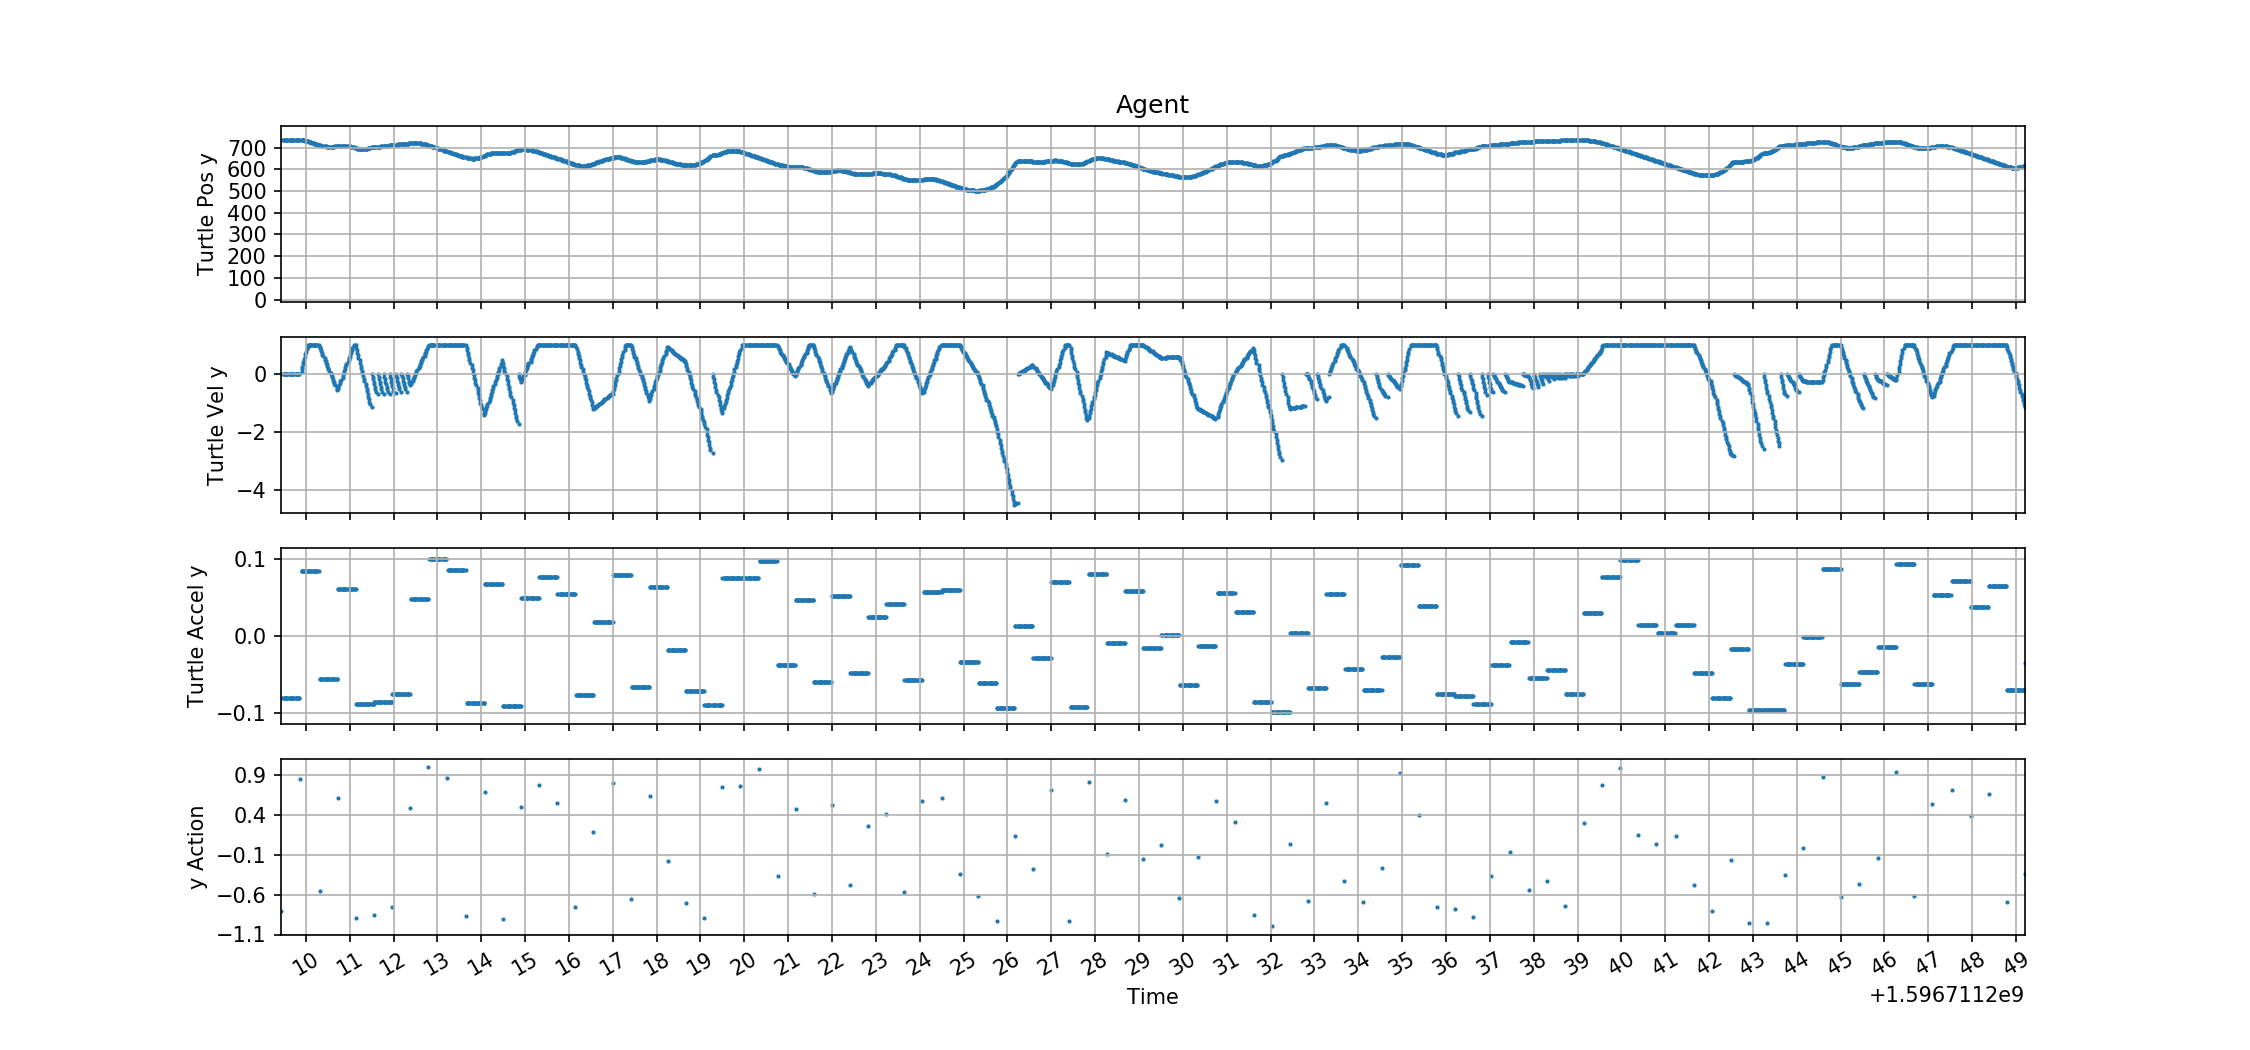 Agent
Turtle Pos y
700
600
500
400
300
200
100
0
Turtle Vel y
0
−2
−4
Turtle Accel y
0.1
0.0
−0.1
y Action
0.9
0.4
−0.1
−0.6
−1.1
10 11 12 13 14 15 16 17 18 19 20 21 22 23 24 25 26 27 28 29 30 31 32 33 34 35 36 37 38 39 40 41 42 43 44 45 46 47 48 49
Time
+1.5967112e9